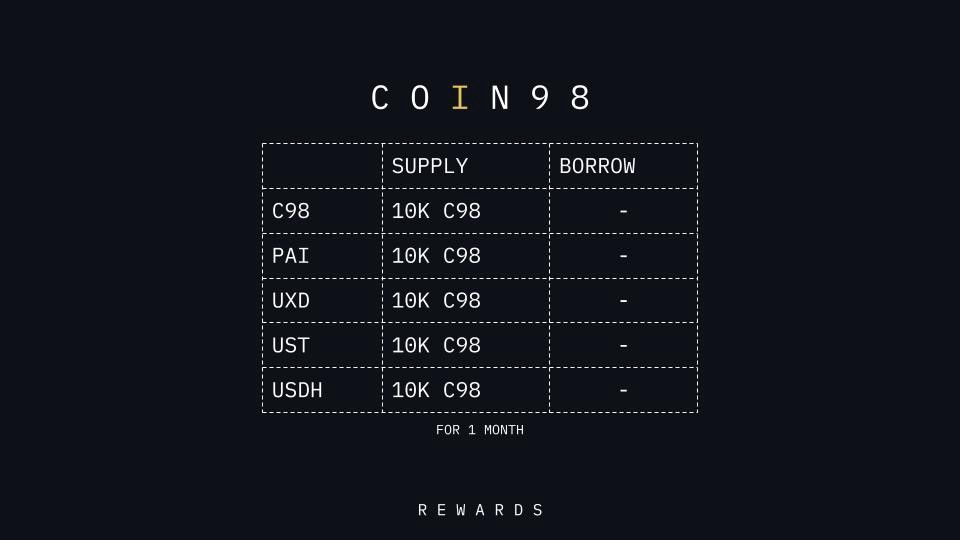 COIN98
SUPPLY BORROW
C98 10K C98 -
PAI 10K C98 -
UXD 10K C98 -
UST 10K C98 -
USDH 10K C98 -
FOR 1 MONTH
REWARDS